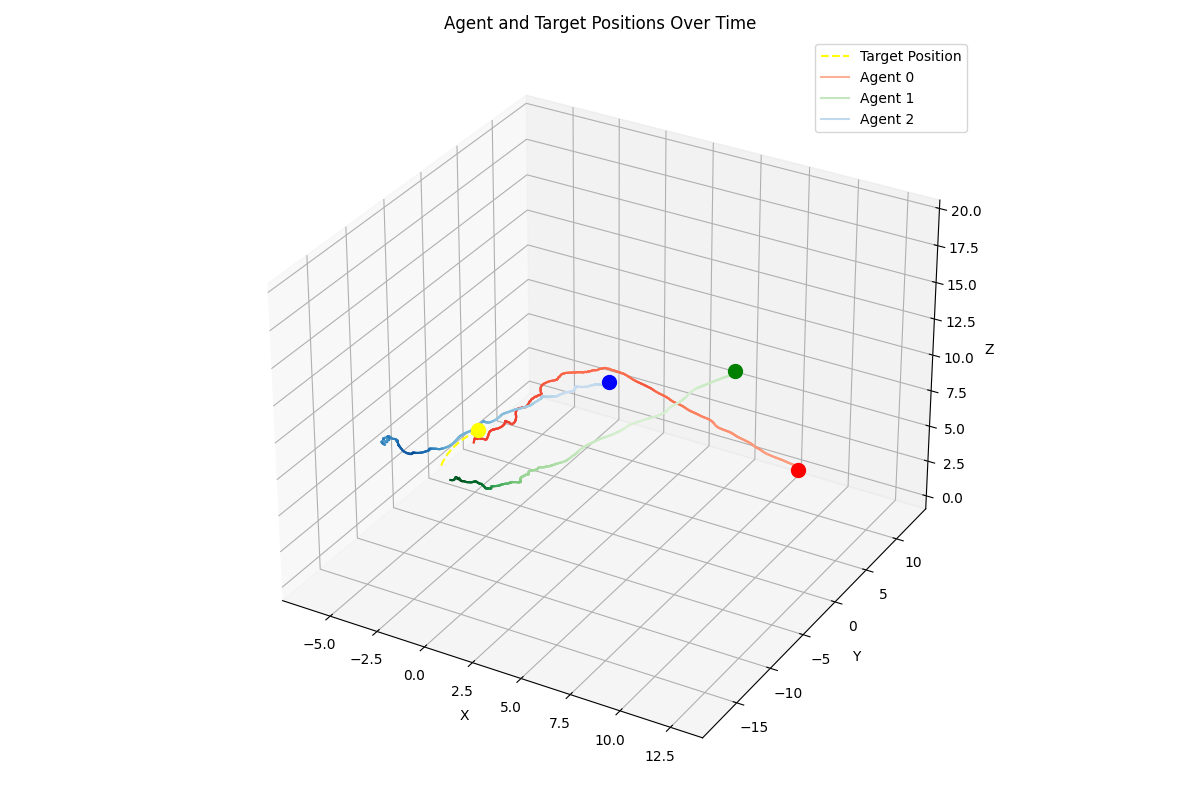 Agent and Target Positions Over Time
Target Position
Agent 0
Agent 1
Agent 2
20.0
17.5
15.0
12.5
10.0
7.5
5.0
2.5
0.0
Z
10
5
0
−5
−10
−15
Y
−5.0
−2.5
0.0
2.5
5.0
7.5
10.0
12.5
X